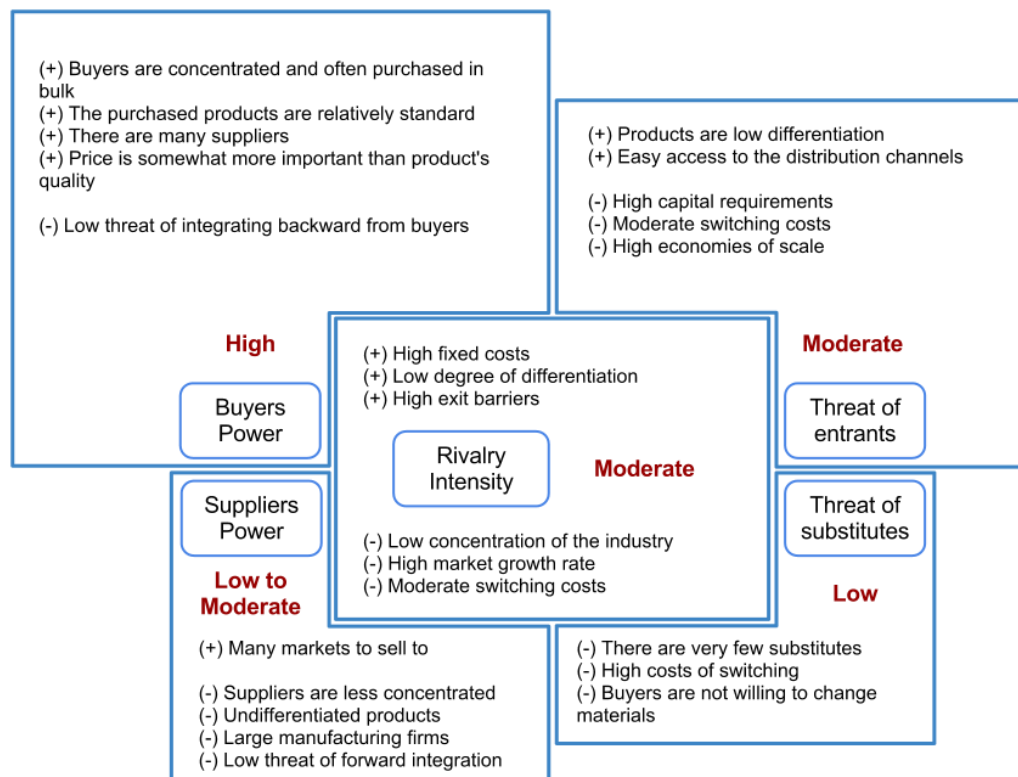 (+) Buyers are concentrated and often purchased in
bulk
(+) The purchased products are relatively standard
(+) There are many suppliers
(+) Price is somewhat more important than product's
quality
(-) Low threat of integrating backward from buyers
High
Buyers
Power
(+) Products are low differentiation
(+) Easy access to the distribution channels
(-) High capital requirements
(-) Moderate switching costs
(-) High economies of scale
Moderate
Threat of
entrants
(+) High fixed costs
(+) Low degree of differentiation
(+) High exit barriers
Rivalry
Intensity
Moderate
(-) Low concentration of the industry
(-) High market growth rate
(-) Moderate switching costs
Suppliers
Power
Low to
Moderate
(+) Many markets to sell to
(-) Suppliers are less concentrated
(-) Undifferentiated products
(-) Large manufacturing firms
(-) Low threat of forward integration
Threat of
substitutes
Low
(-) There are very few substitutes
(-) High costs of switching
(-) Buyers are not willing to change
materials